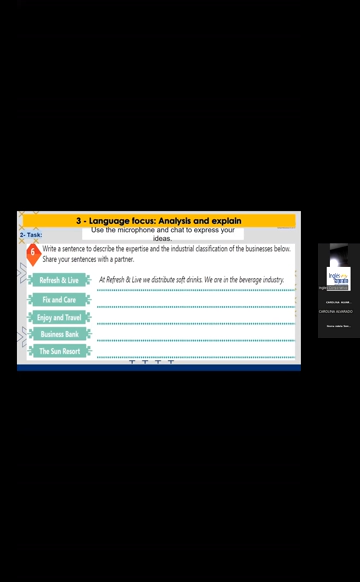 3 - Language focus: Analysis and explain
2- Task:
Use the microphone and chat to express your
ideas.
6
Write a sentence to describe the expertise and the industrial classification of the businesses below.
Share your sentences with a partner.
Refresh & Live
At Refresh & Live we distribute soft drinks. We are in the beverage industry.
Fix and Care
Enjoy and Travel
Business Bank
The Sun Resort
CAROLINA ALVARADO